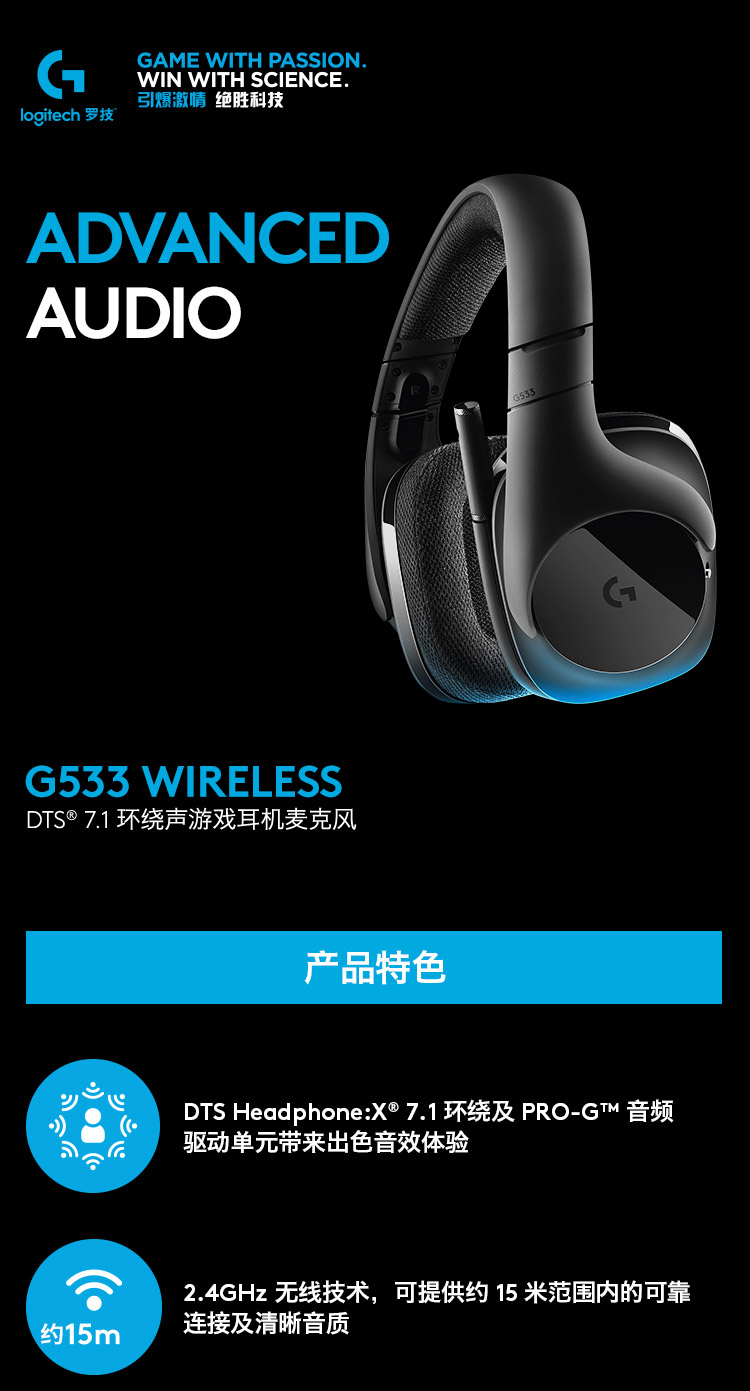 GAME WITH PASSION.
WIN WITH SCIENCE.
引爆激情 绝胜科技
logitech 罗技™
ADVANCED
AUDIO
R
G533
G533 WIRELESS
DTS® 7.1 环绕声游戏耳机麦克风
产品特色
DTS Headphone:X® 7.1 环绕及 PRO-G™ 音频
驱动单元带来出色音效体验
2.4GHz 无线技术，可提供约 15 米范围内的可靠
连接及清晰音质
约15m